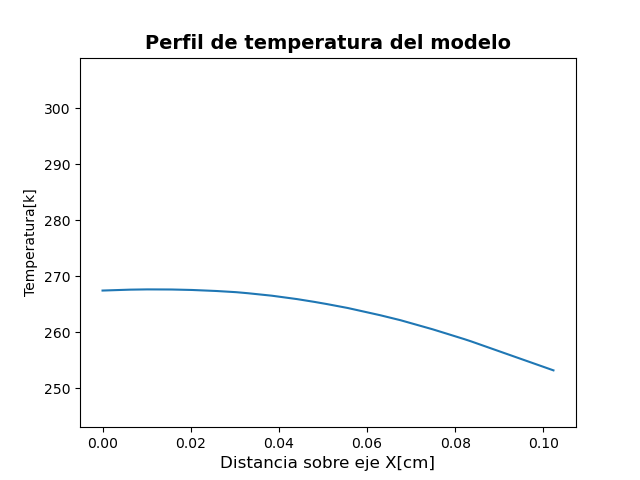 Perfil de temperatura del modelo
Temperatura[k]
300
290
280
270
260
250
0.00 0.02 0.04 0.06 0.08 0.10
Distancia sobre eje X[cm]